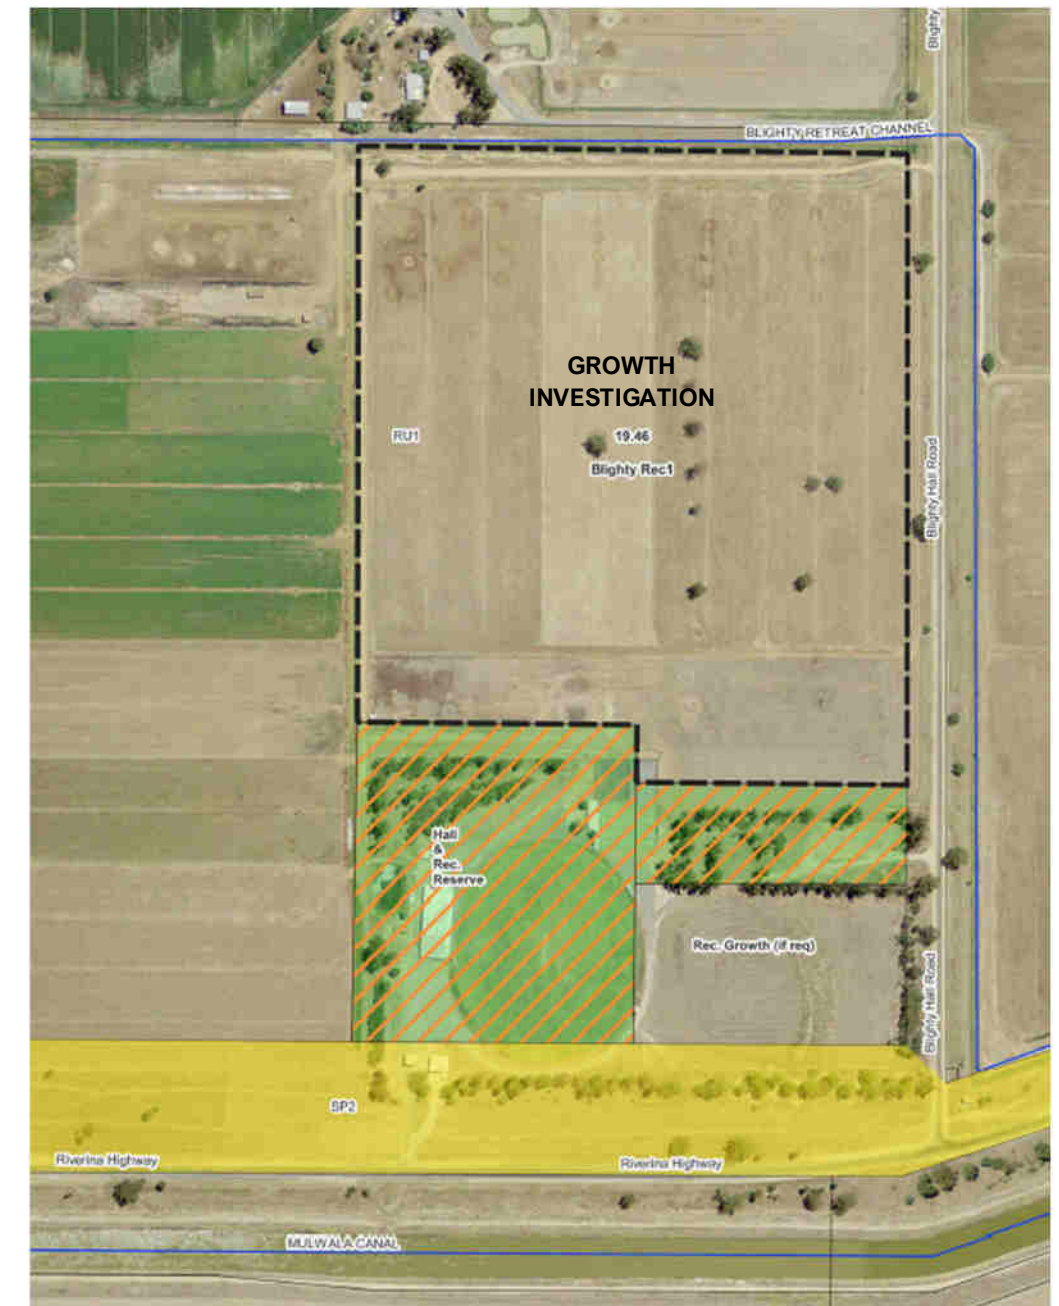 Blighty
BLIGHTY RETREAT CHANNEL
GROWTH
INVESTIGATION
RU1
19.46
Blighty Rec1
Blighty Hall Road
Hall
&
Rec.
Reserve
Rec. Growth (if req)
Blighty Hall Road
SP2
Riverina Highway
Riverina Highway
MULWALA CANAL